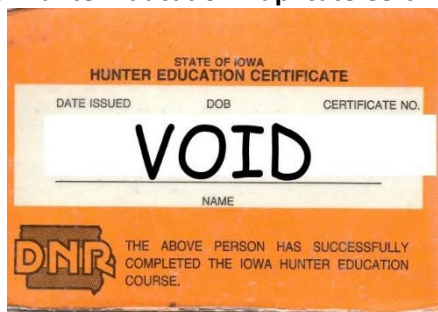 STATE OF IOWA
HUNTER EDUCATION CERTIFICATE
DATE ISSUED DOB CERTIFICATE NO.
VOID
NAME
DNR
THE ABOVE PERSON HAS SUCCESSFULLY
COMPLETED THE IOWA HUNTER EDUCATION
COURSE.